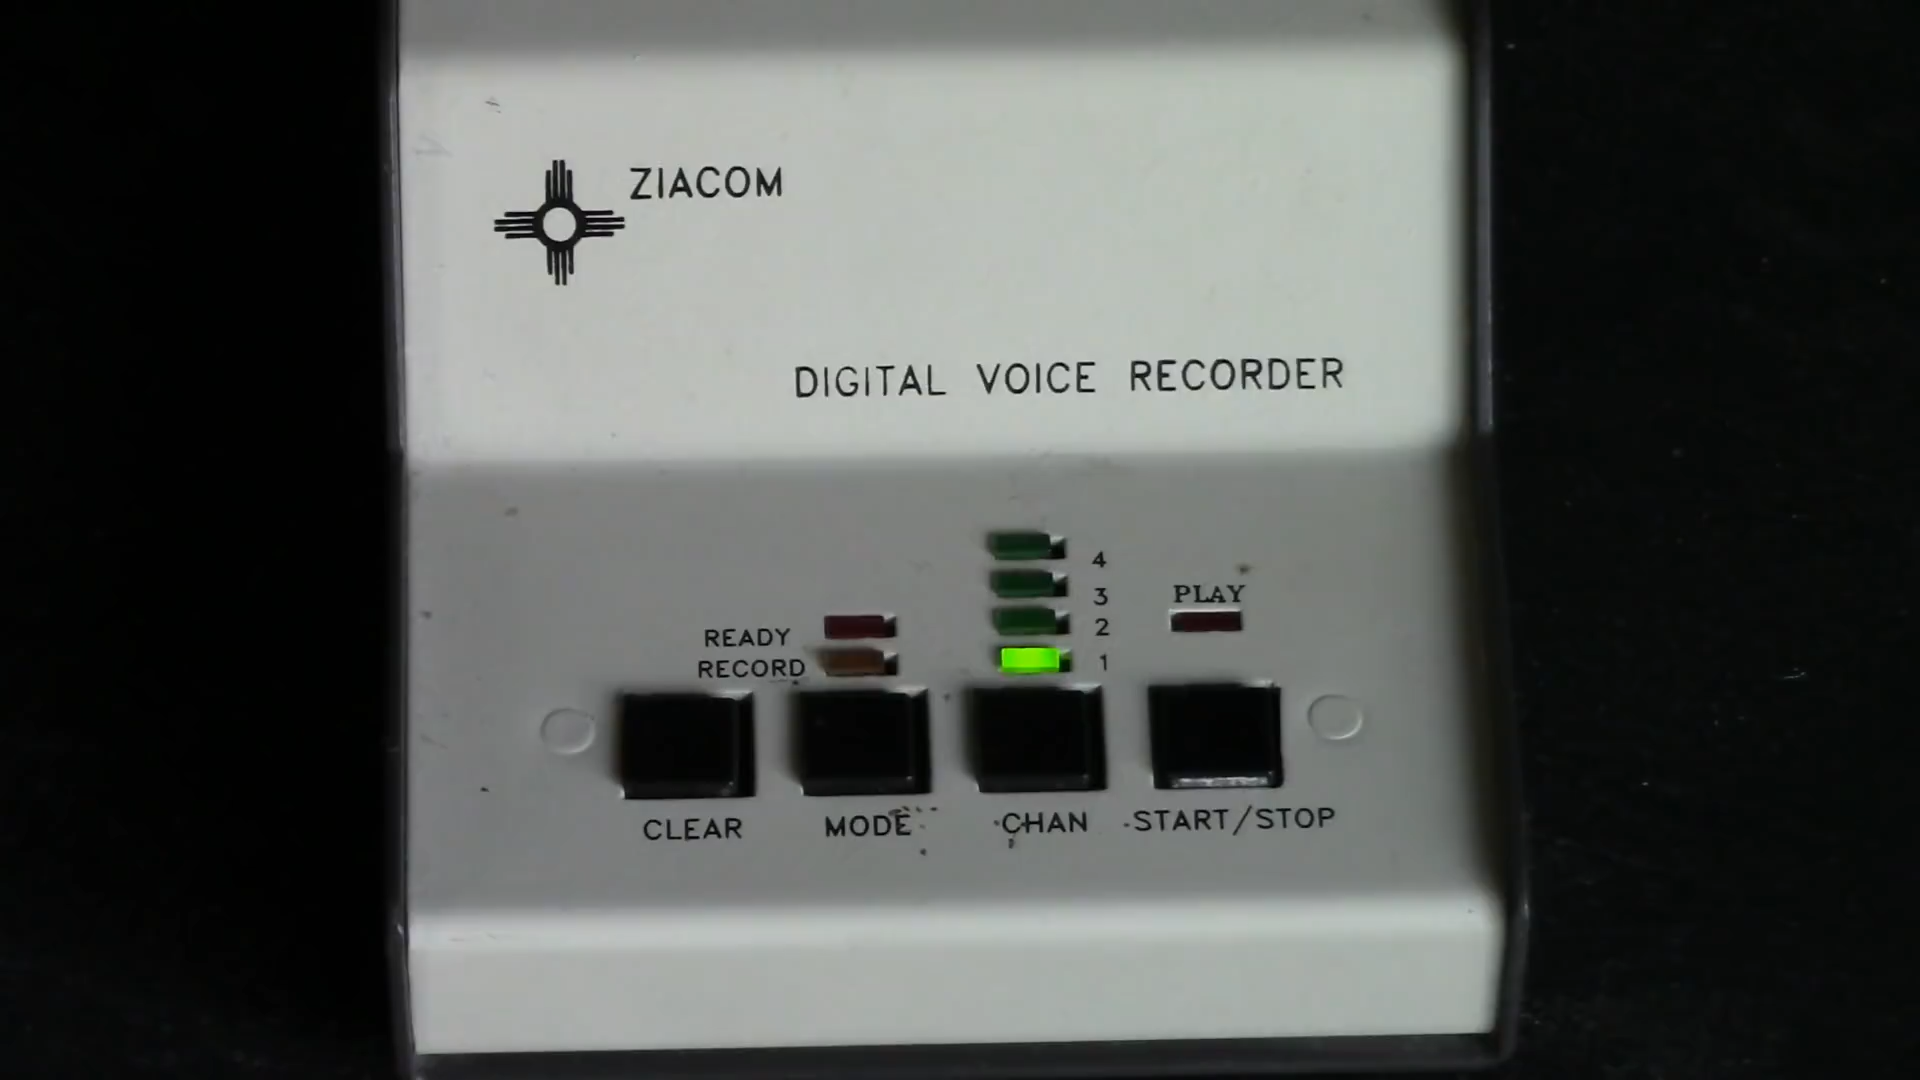 ZIACOM
DIGITAL VOICE RECORDER
4
3
2
1
PLAY
READY
RECORD
CLEAR
MODE
CHAN
START/STOP